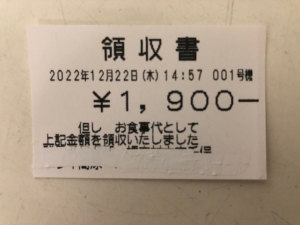 領収書
2022年12月22日(木)14:57 001号機
¥1,900−
但し お食事代として
上記金額を領収いたしました